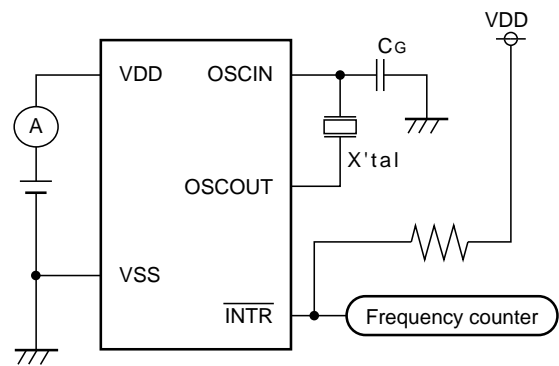 VDD
CG
VDD
OSCIN
A
X'tal
OSCOUT
VSS
INTR
Frequency counter